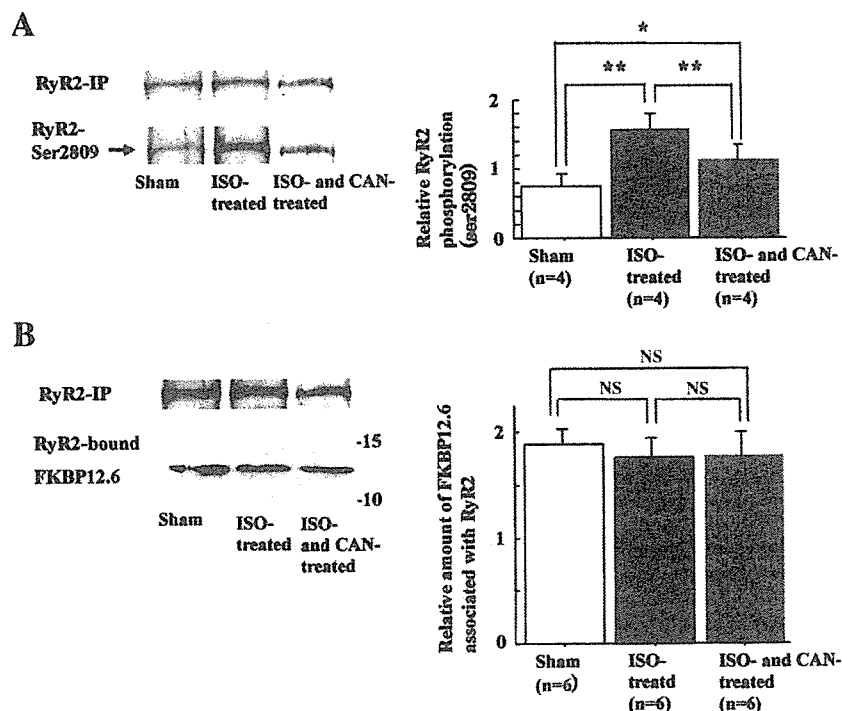 A
RyR2-IP
RyR2-
Ser2809
Sham
ISO-
treated
ISO- and CAN-
treated
*
**
**
Relative RyR2
phosphorylation
(ser2809)
2
1
0
Sham
(n=4)
ISO-
treated
(n=4)
ISO- and CAN-
treated
(n=4)
B
RyR2-IP
RyR2-bound
FKBP12.6
-15
-10
Sham
ISO-
treated
ISO-
and CAN-
treated
NS
NS
NS
Relative amount of FKBP12.6
associated with RyR2
2
1
0
Sham
(n=6)
ISO-
treatd
(n=6)
ISO- and CAN-
treated
(n=6)